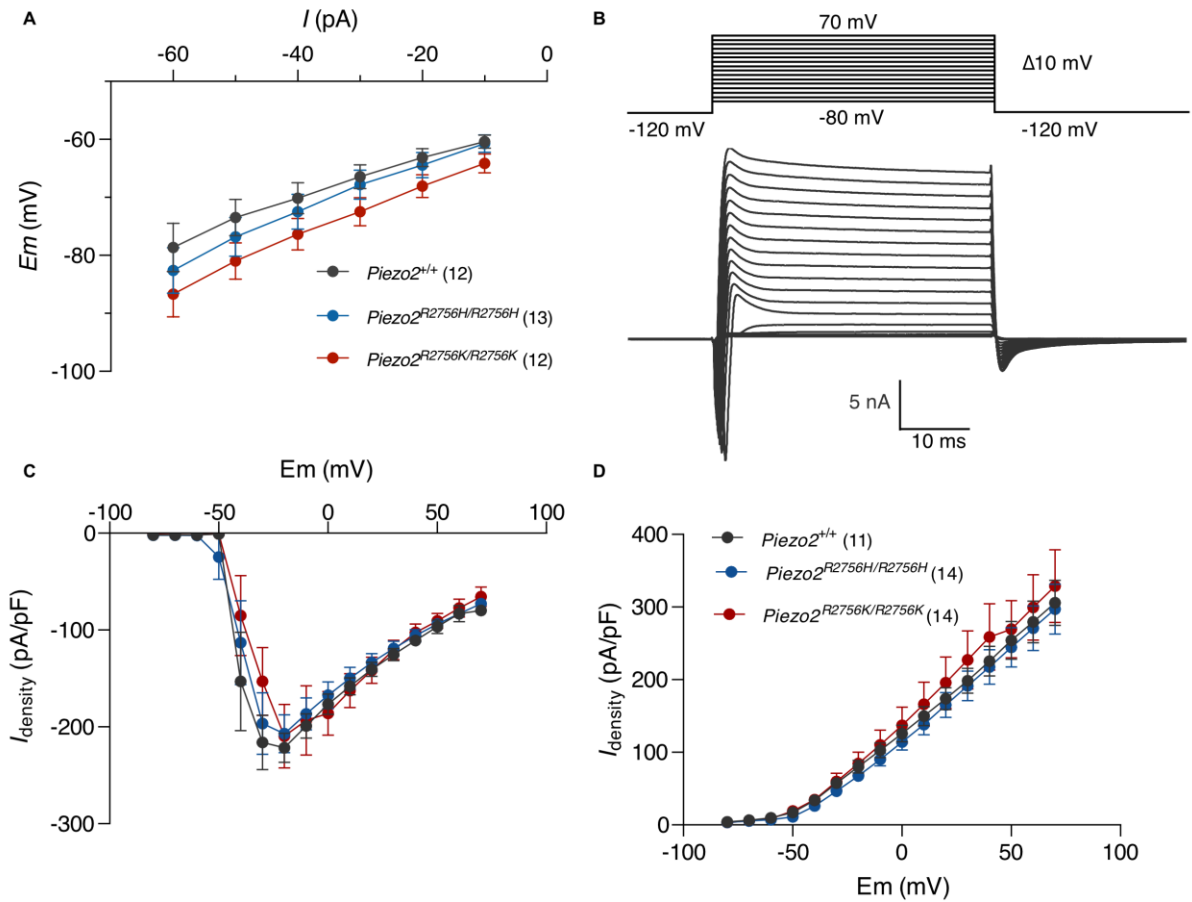 A
I (pA)
-60
-40
-20
0
-60
-80
-100
Em (mV)
Piezo2+/+ (12)
Piezo2R2756H/R2756H (13)
Piezo2R2756K/R2756K (12)
B
70 mV
Δ10 mV
-80 mV
-120 mV
-120 mV
5 nA
10 ms
C
Em (mV)
-100
-50
0
50
100
0
-100
-200
-300
Idensity (pA/pF)
D
Piezo2+/+ (11)
Piezo2R2756H/R2756H (14)
Piezo2R2756K/R2756K (14)
400
300
200
100
0
Idensity (pA/pF)
-100
-50
0
50
100
Em (mV)